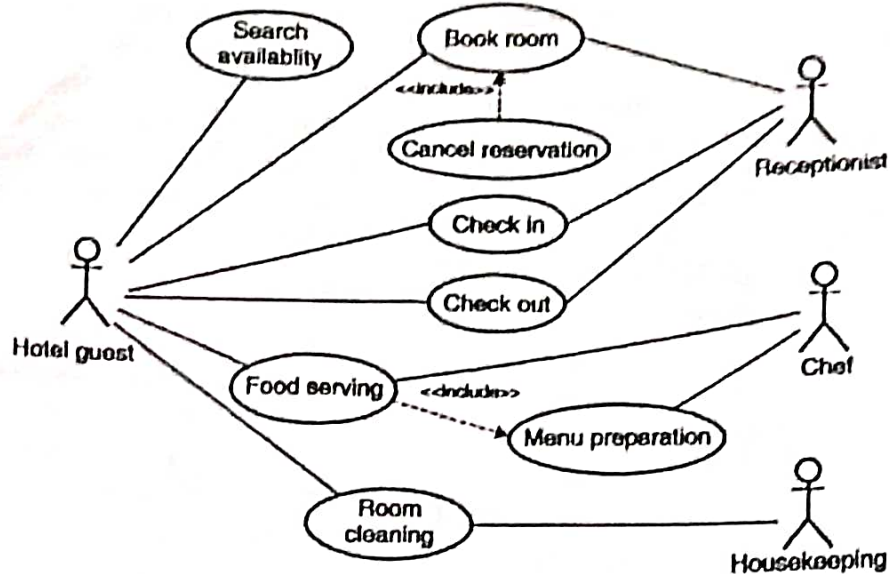 Search
availablity
Book room
<<include>>
Cancel reservation
Receptionist
Check in
Check out
Hotel guest
Chef
Food serving
<<include>>
Menu preparation
Room
cleaning
Housekeeping